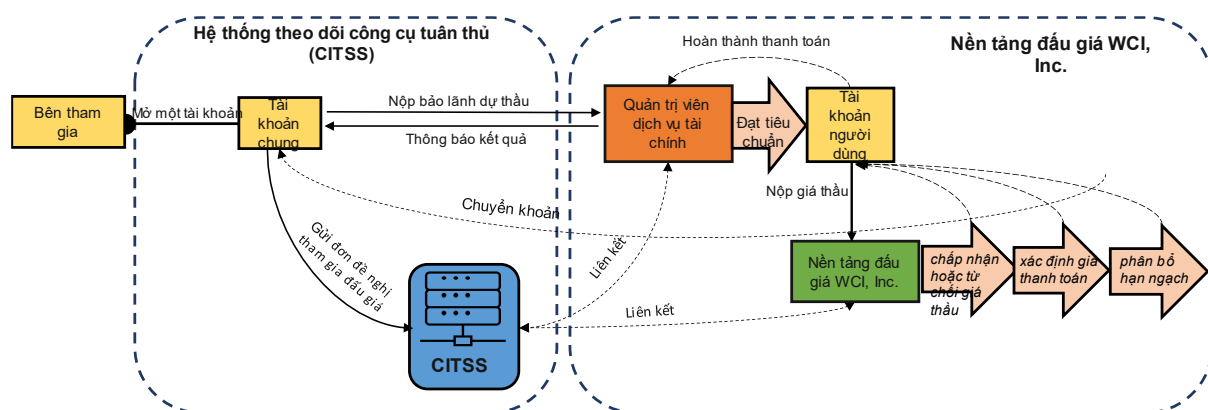 Hệ thống theo dõi công cụ tuân thủ
(CITSS)
Nền tảng đấu giá WCI,
Inc.
Hoàn thành thanh toán
Bên tham
gia
Mở một tài khoản
Tài
khoản
chung
Nộp bảo lãnh dự thầu
Thông báo kết quả
Quản trị viên
dịch vụ tài
chính
Đạt tiêu
chuẩn
Tài
khoản
người
dùng
Nộp giá thầu
Chuyển khoản
Gửi đơn đề nghị
tham gia đấu giá
Liên kết
Liên kết
CITSS
Nền tảng đấu
giá WCI, Inc.
chấp nhận
hoặc từ
chối giá
thầu
xác định giá
thanh toán
phân bổ
hạn ngạch